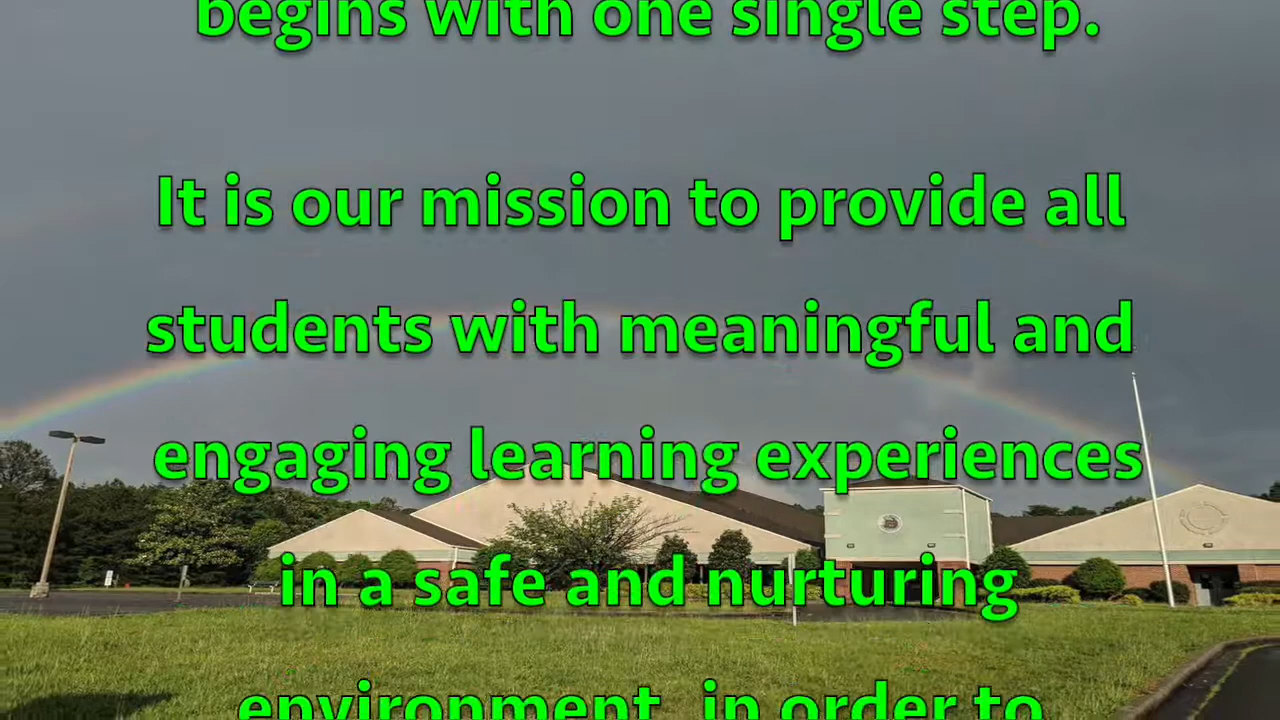 begins with one single step.
It is our mission to provide all
students with meaningful and
engaging learning experiences
in a safe and nurturing
environment, in order to